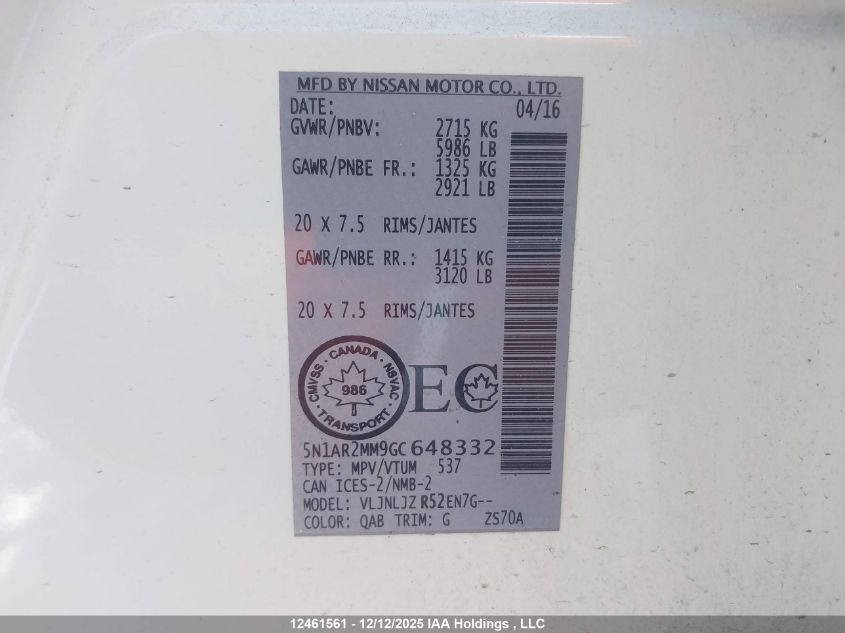 MFD BY NISSAN MOTOR CO., LTD.
DATE: 04/16
GVWR/PNBV: 2715 KG
5986 LB
GAWR/PNBE FR.: 1325 KG
2921 LB
20 X 7.5 RIMS/JANTES
GAWR/PNBE RR.: 1415 KG
3120 LB
20 X 7.5 RIMS/JANTES
CMVSS · CANADA · NSVAC · TRANSPORT ·
986
EC
5N1AR2MM9GC 648332
TYPE: MPV/VTUM 537
CAN ICES-2/NMB-2
MODEL: VLJNLJZ R52EN7G--
COLOR: QAB TRIM: G ZS70A
12461561 - 12/12/2025 IAA Holdings , LLC